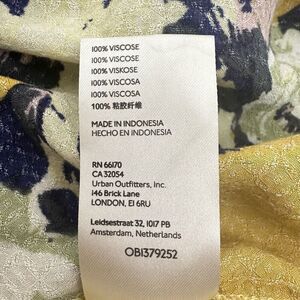 100% VISCOSE
100% VISCOSE
100% VISKOSE
100% VISCOSA
100% VISCOSA
100% 粘胶纤维
MADE IN INDONESIA
HECHO EN INDONESIA
RN 66170
CA 32054
Urban Outfitters, Inc.
146 Brick Lane
LONDON, E1 6RU
Leidsestraat 32, 1017 PB
Amsterdam, Netherlands
OB1379252